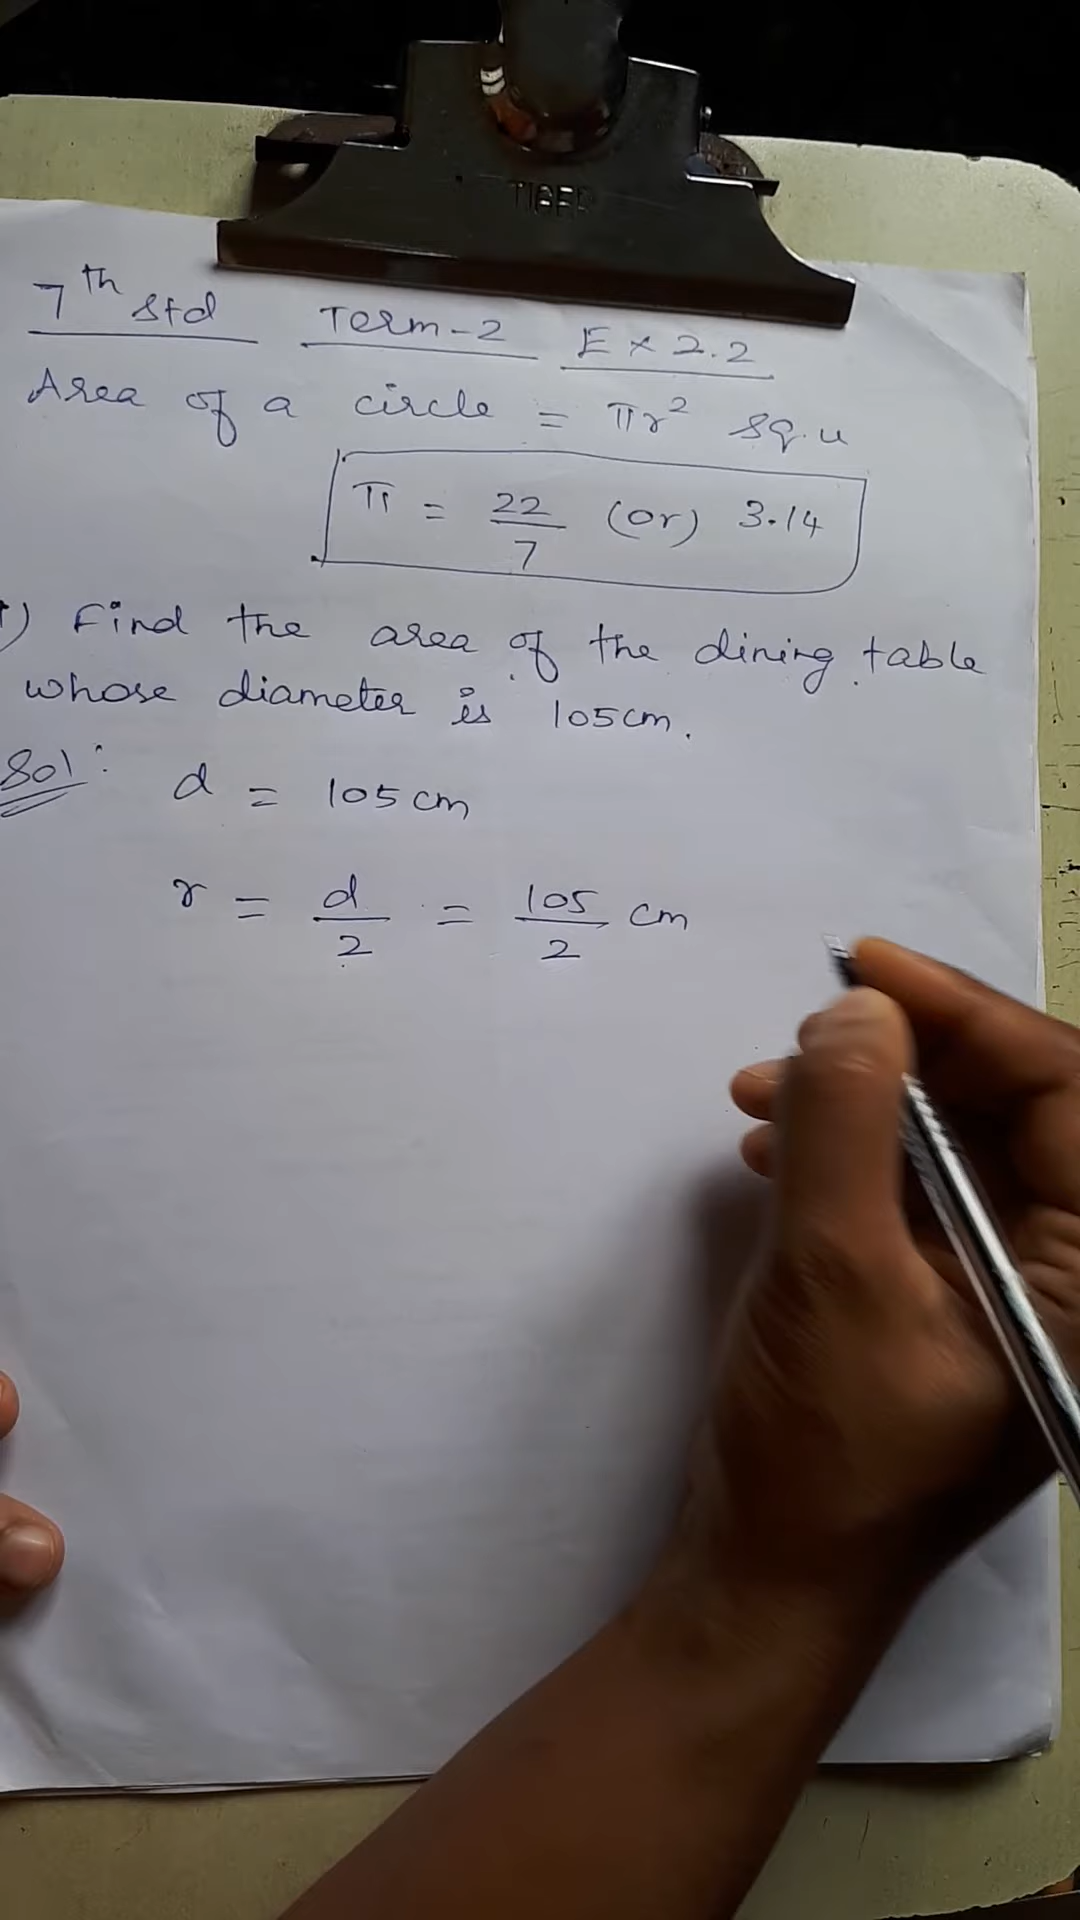 TIGER
7th std Term-2 Ex 2.2
Area of a circle = πr² sq.u
π = 22/7 (or) 3.14
1) Find the area of the dining table
whose diameter is 105cm.
Sol:
d = 105 cm
r = d/2 = 105/2 cm